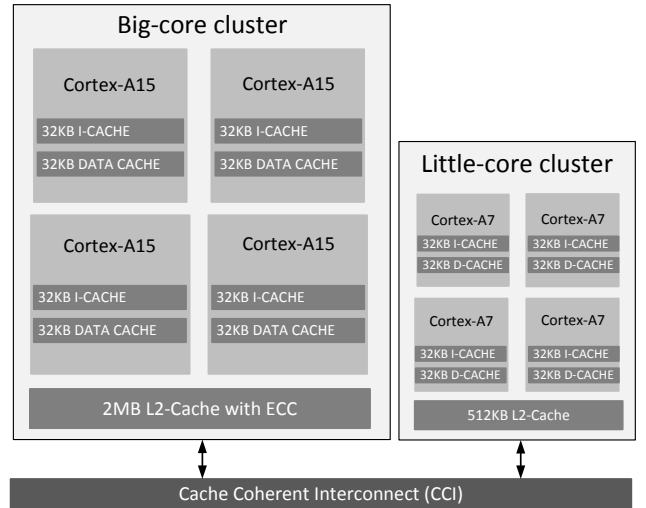 Big-core cluster
Cortex-A15
32KB I-CACHE
32KB DATA CACHE
Cortex-A15
32KB I-CACHE
32KB DATA CACHE
Cortex-A15
32KB I-CACHE
32KB DATA CACHE
Cortex-A15
32KB I-CACHE
32KB DATA CACHE
2MB L2-Cache with ECC
Little-core cluster
Cortex-A7
32KB I-CACHE
32KB D-CACHE
Cortex-A7
32KB I-CACHE
32KB D-CACHE
Cortex-A7
32KB I-CACHE
32KB D-CACHE
Cortex-A7
32KB I-CACHE
32KB D-CACHE
512KB L2-Cache
Cache Coherent Interconnect (CCI)